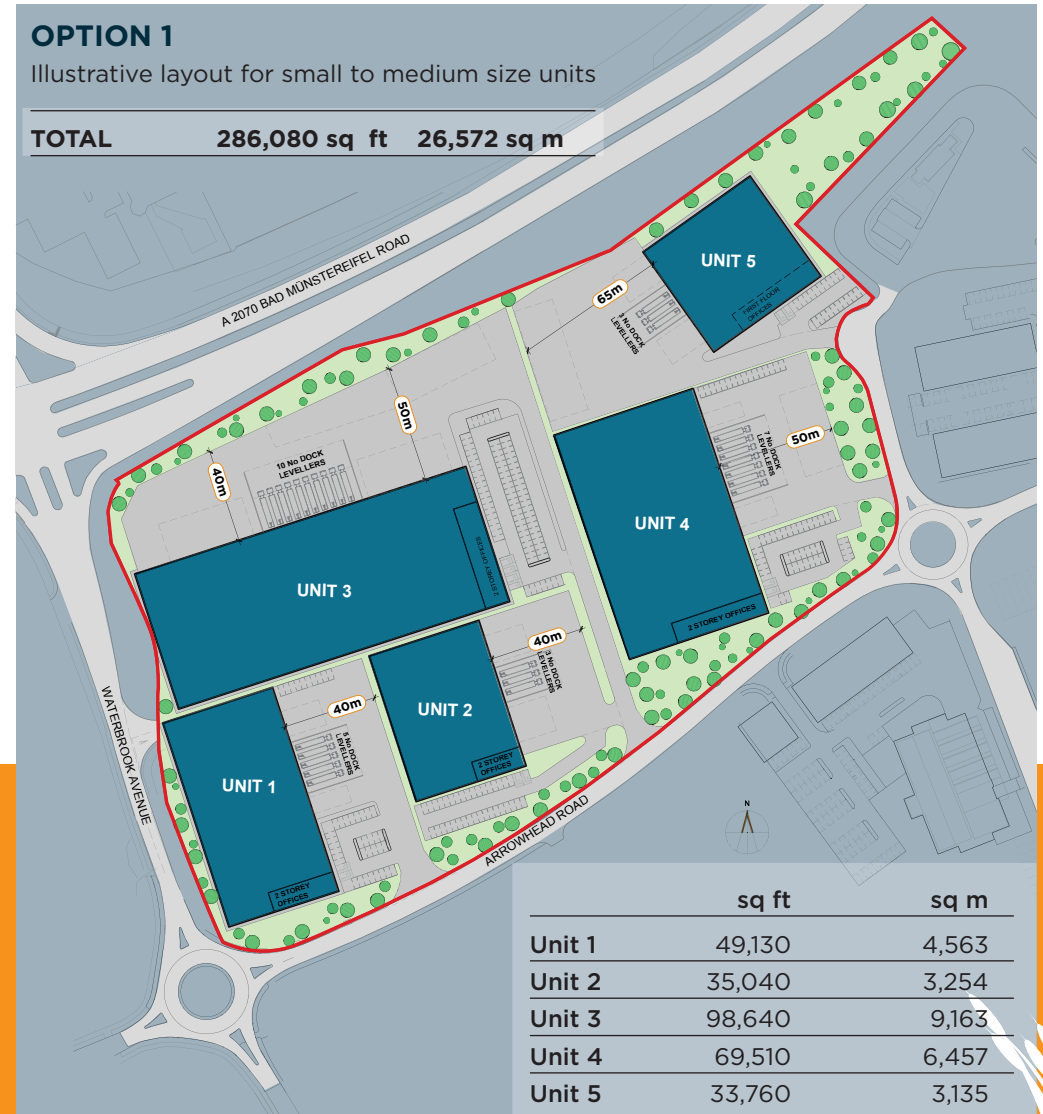 OPTION 1
Illustrative layout for small to medium size units
TOTAL 286,080 sq ft 26,572 sq m
A 2070 BAD MÜNSTEREIFEL ROAD
UNIT 5
FIRST FLOOR
OFFICES
65m
3 No DOCK
LEVELLERS
50m
40m
10 No DOCK
LEVELLERS
UNIT 3
2 STOREY OFFICES
UNIT 4
7 No DOCK
LEVELLERS
50m
2 STOREY OFFICES
UNIT 2
3 No DOCK
LEVELLERS
40m
2 STOREY
OFFICES
40m
UNIT 1
5 No DOCK
LEVELLERS
2 STOREY
OFFICES
WATERBROOK AVENUE
ARROWHEAD ROAD
N
sq ft sq m
Unit 1 49,130 4,563
Unit 2 35,040 3,254
Unit 3 98,640 9,163
Unit 4 69,510 6,457
Unit 5 33,760 3,135